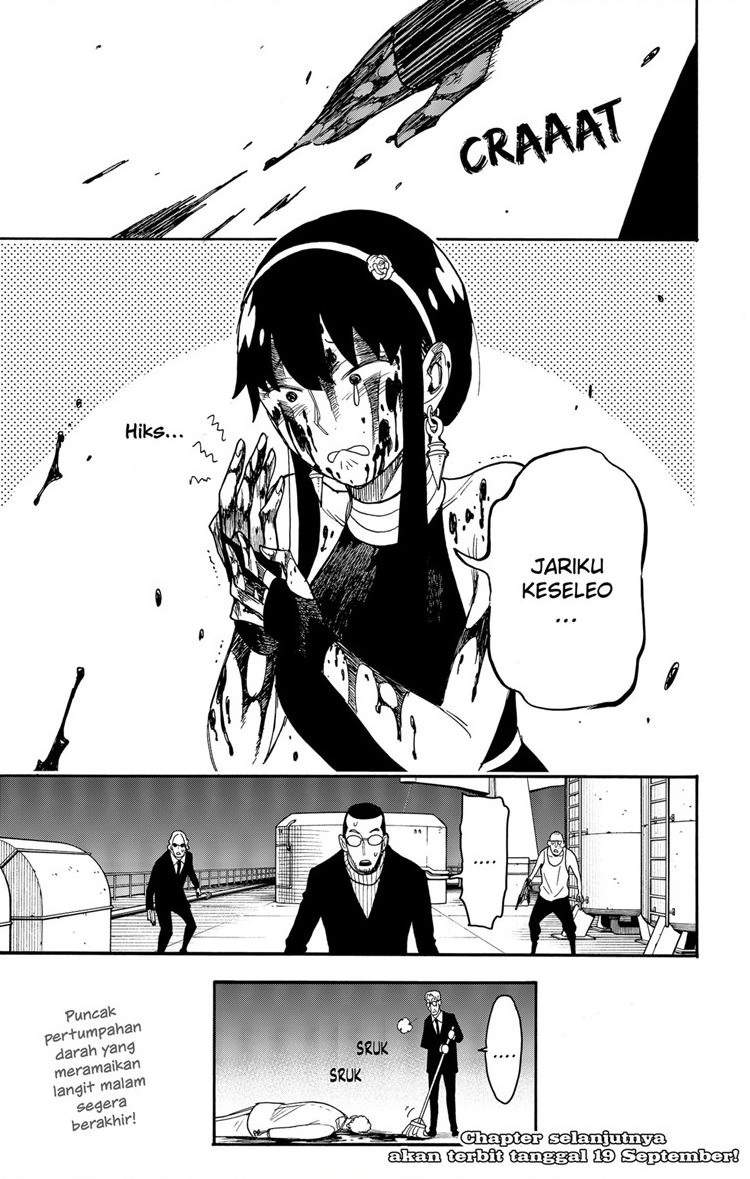 CRAAAT
Hiks...
JARIKU
KESELEO
...
.....
.....
SRUK
SRUK
Puncak
pertumpahan
darah yang
meramaikan
langit malam
segera
berakhir!
Chapter selanjutnya
akan terbit tanggal 19 September!